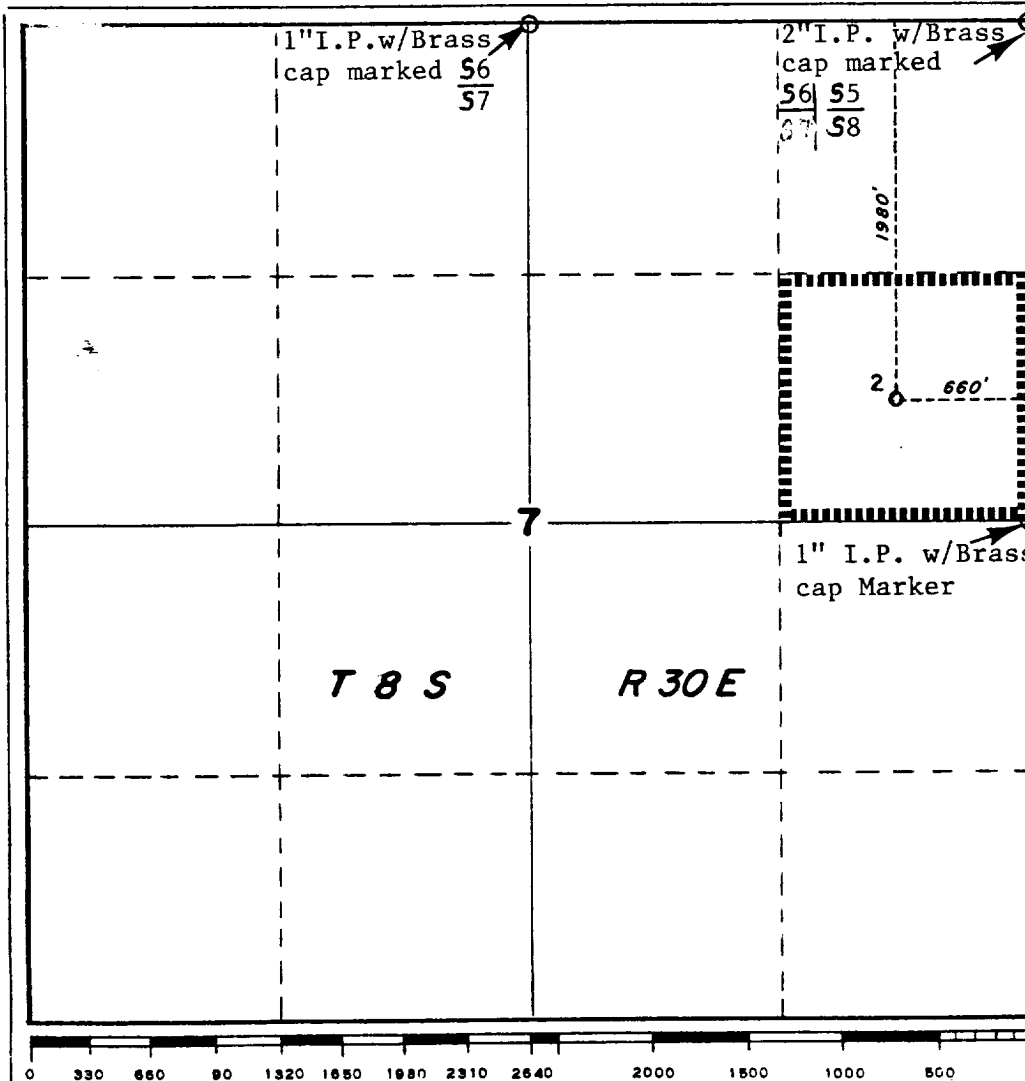 1"I.P.w/Brass
cap marked S6
S7
2"I.P. w/Brass
cap marked
S6 S5
S8
1980'
2
660'
7
1" I.P. w/Brass
cap Marker
T 8 S R 30 E
0 330 660 90 1320 1650 1980 2310 2640 2000 1500 1000 500